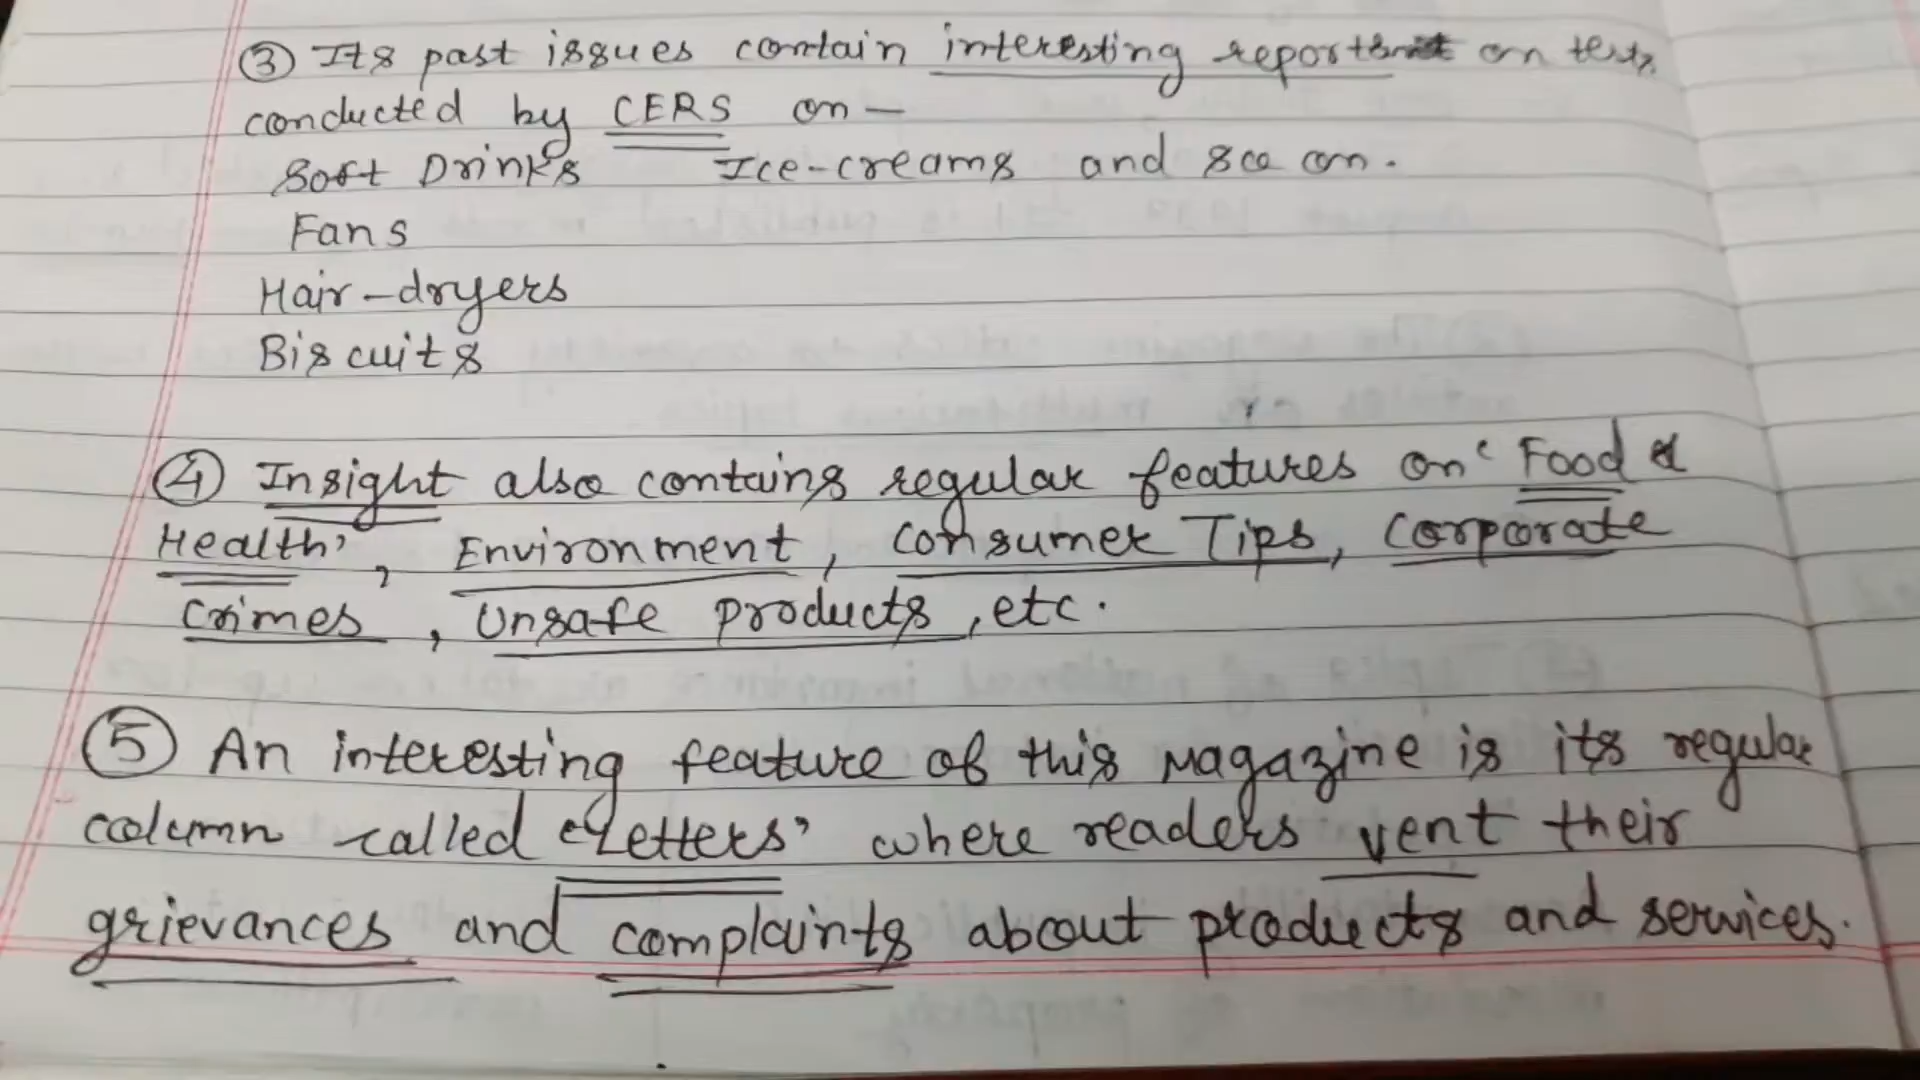 ③ Its past issues contain interesting reports on tests
conducted by CERS on —
Soft Drinks Ice-creams and so on.
Fans
Hair-dryers
Biscuits
④ Insight also contains regular features on 'Food &
Health', Environment, Consumer Tips, Corporate
Crimes, Unsafe products, etc.
⑤ An interesting feature of this Magazine is its regular
column called 'Letters' where readers vent their
grievances and complaints about products and services.